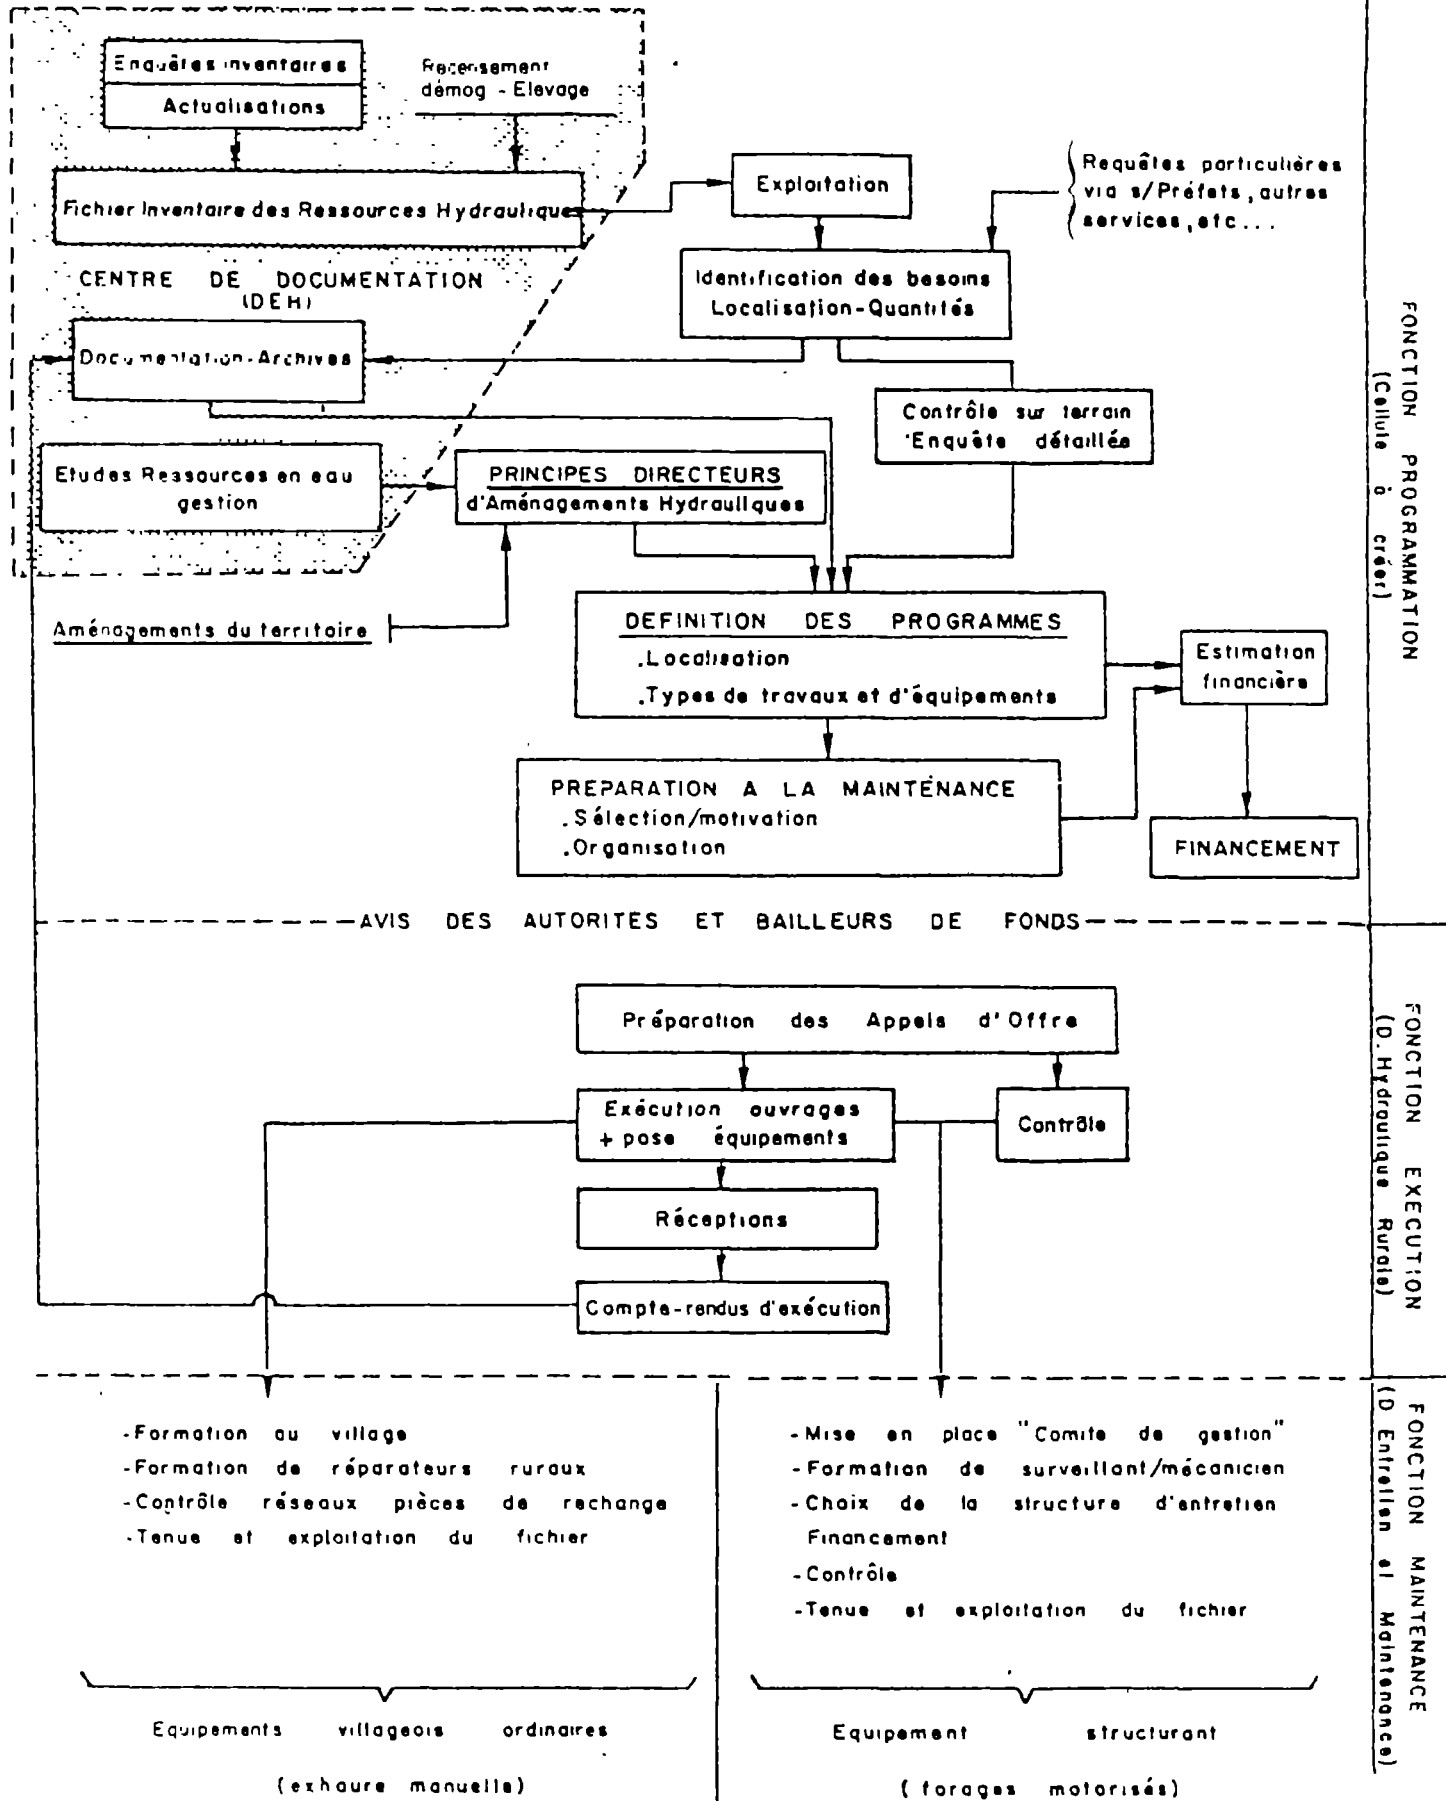 Enquêtes inventaires
Actualisations
Recensement
démog - Elevage
Fichier Inventaire des Ressources Hydrauliques
Exploitation
Requêtes particulières
via s/Préfets, autres
services, etc...
Identification des besoins
Localisation-Quantités
CENTRE DE DOCUMENTATION
(DEH)
Documentation-Archives
Contrôle sur terrain
Enquête détaillée
Etudes Ressources en eau
gestion
PRINCIPES DIRECTEURS
d'Aménagements Hydrauliques
Aménagements du territoire
DEFINITION DES PROGRAMMES
.Localisation
.Types de travaux et d'équipements
Estimation
financière
PREPARATION A LA MAINTENANCE
.Sélection/motivation
.Organisation
FINANCEMENT
FONCTION PROGRAMMATION
(Cellule à créer)
AVIS DES AUTORITES ET BAILLEURS DE FONDS
Préparation des Appels d'Offre
Exécution ouvrages
+ pose équipements
Contrôle
Réceptions
Compte-rendus d'exécution
FONCTION EXECUTION
(D. Hydraulique Rurale)
-Formation au village
-Formation de réparateurs ruraux
-Contrôle réseaux pièces de rechange
-Tenue et exploitation du fichier
-Mise en place "Comite de gestion"
-Formation de surveillant/mécanicien
-Choix de la structure d'entretien
Financement
-Contrôle
-Tenue et exploitation du fichier
FONCTION MAINTENANCE
(D Entretien et Maintenance)
Equipements villageois ordinaires
(exhaure manuelle)
Equipement structurant
(forages motorisés)